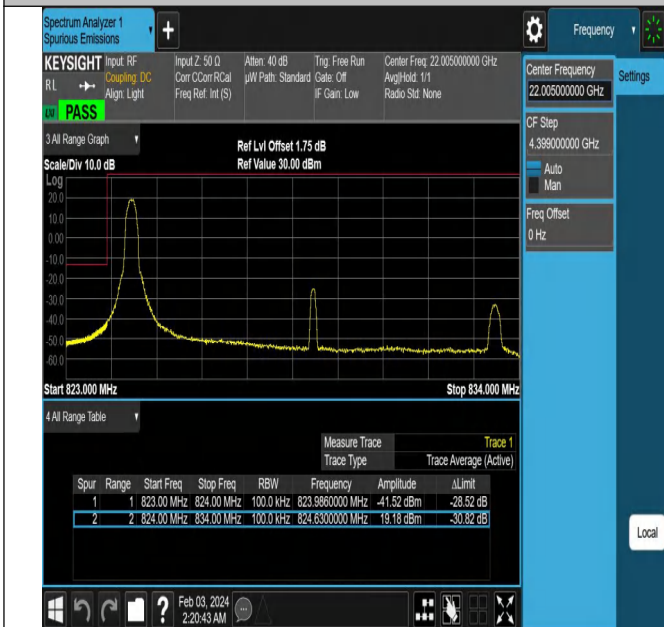 Spectrum Analyzer 1
Spurious Emissions
Frequency
KEYSIGHT Input: RF Input Z: 50 Ω Atten: 40 dB Trig: Free Run Center Freq: 22.005000000 GHz
RL Coupling: DC Corr CCorr RCal µW Path: Standard Gate: Off Avg|Hold: 1/1
Align: Light Freq Ref: Int (S) IF Gain: Low Radio Std: None
PASS
Center Frequency
22.005000000 GHz
Settings
CF Step
4.399000000 GHz
Auto
Man
Freq Offset
0 Hz
3 All Range Graph
Ref Lvl Offset 1.75 dB
Scale/Div 10.0 dB Ref Value 30.00 dBm
Log
20.0
10.0
0.00
-10.0
-20.0
-30.0
-40.0
-50.0
-60.0
Start 823.000 MHz Stop 834.000 MHz
4 All Range Table
Measure Trace Trace 1
Trace Type Trace Average (Active)
Spur Range Start Freq Stop Freq RBW Frequency Amplitude ΔLimit
1 1 823.00 MHz 824.00 MHz 100.0 kHz 823.9860000 MHz -41.52 dBm -28.52 dB
2 2 824.00 MHz 834.00 MHz 100.0 kHz 824.6300000 MHz 19.18 dBm -30.82 dB
Local
? Feb 03, 2024
2:20:43 AM